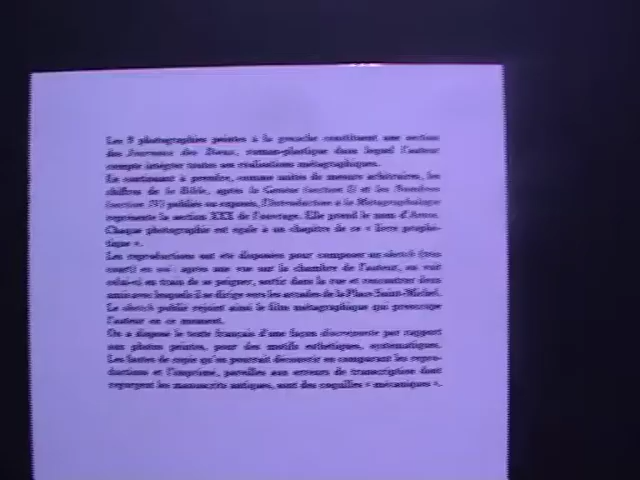 Les 9 photographies peintes à la gouache constituent une section
des Journaux des Dieux, roman-plastique dans lequel l'auteur
compte intégrer toutes ses réalisations métagraphiques.
En continuant à prendre, comme unités de mesure arbitraires, les
chiffres de la Bible, après la Genèse (section I) et les Nombres
(section IV) publiés ou exposés, l'Introduction à la Métagraphologie
représente la section XXX de l'ouvrage. Elle prend le nom d'Amos.
Chaque photographie est égale à un chapitre de ce « livre prophé-
tique ».
Les reproductions ont été disposées pour composer un sketch (très
court) en soi : après une vue sur la chambre de l'auteur, on voit
celui-ci en train de se peigner, sortir dans la rue et rencontrer deux
amis avec lesquels il se dirige vers les arcades de la Place Saint-Michel.
Le sketch publié rejoint ainsi le film métagraphique qui préoccupe
l'auteur en ce moment.
On a disposé le texte français d'une façon discrépante par rapport
aux photos peintes, pour des motifs esthétiques, systématiques.
Les fautes de copie qu'on pourrait découvrir en comparant les repro-
ductions et l'imprimé, pareilles aux erreurs de transcription dont
regorgent les manuscrits antiques, sont des coquilles « mécaniques ».